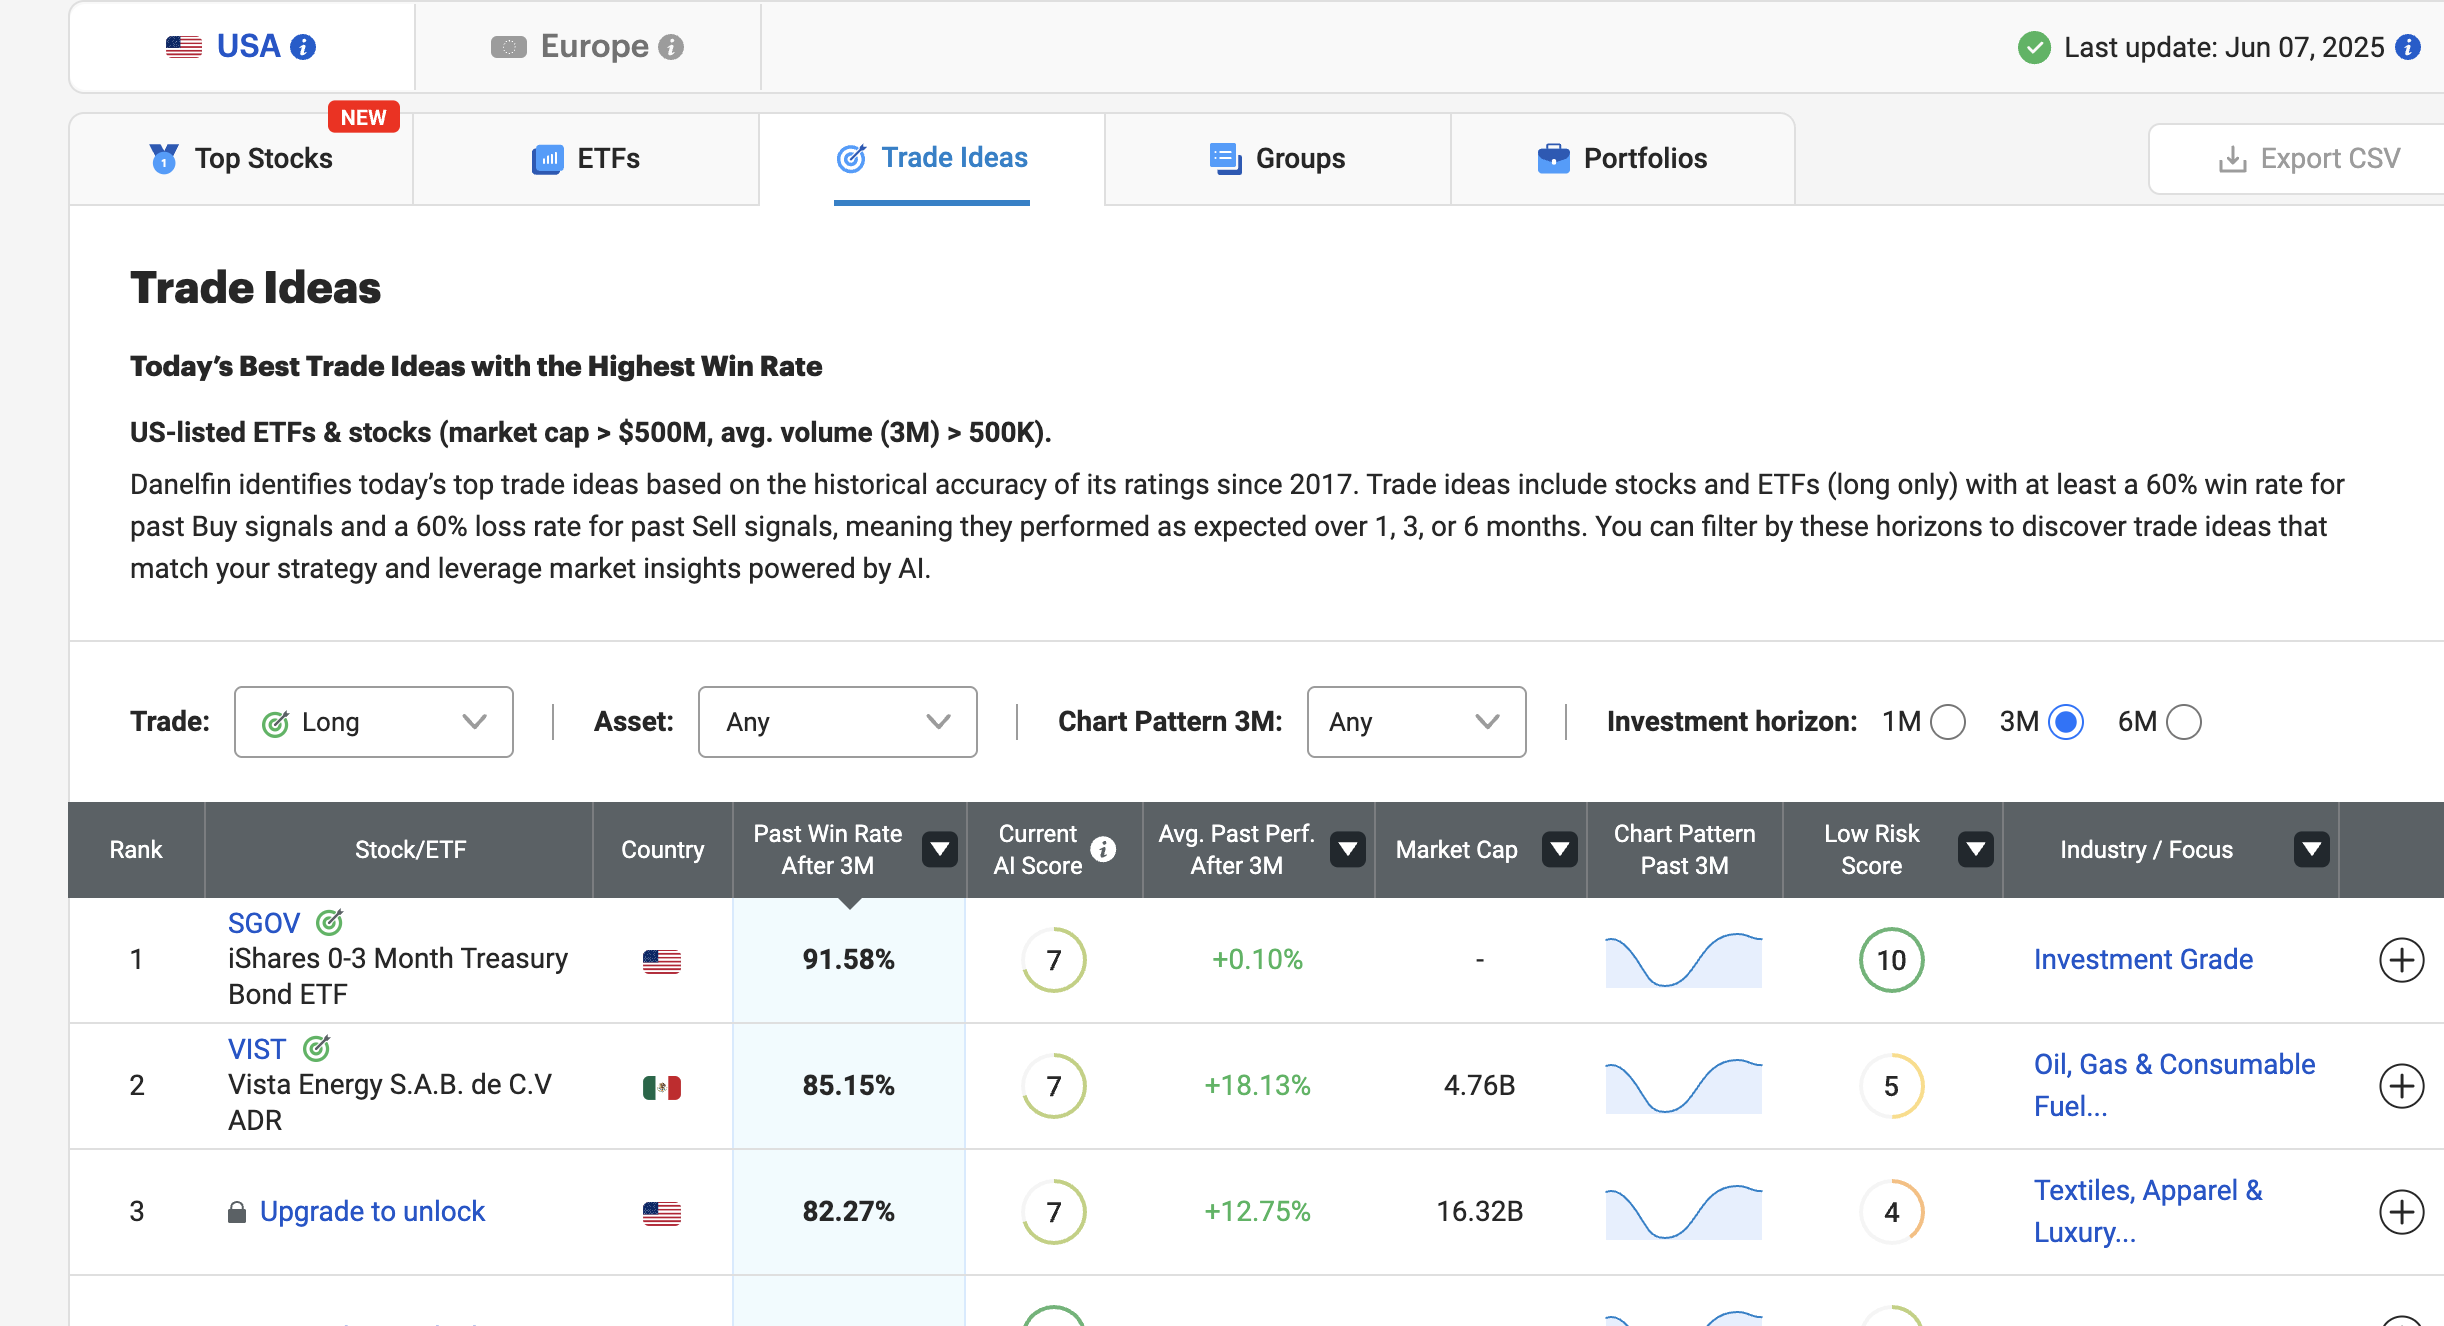 USA
Europe
Last update: Jun 07, 2025
NEW
Top Stocks
ETFs
Trade Ideas
Groups
Portfolios
Export CSV
Trade Ideas
Today's Best Trade Ideas with the Highest Win Rate
US-listed ETFs & stocks (market cap > $500M, avg. volume (3M) > 500K).
Danelfin identifies today's top trade ideas based on the historical accuracy of its ratings since 2017. Trade ideas include stocks and ETFs (long only) with at least a 60% win rate for
past Buy signals and a 60% loss rate for past Sell signals, meaning they performed as expected over 1, 3, or 6 months. You can filter by these horizons to discover trade ideas that
match your strategy and leverage market insights powered by AI.
Trade: Long
Asset: Any
Chart Pattern 3M: Any
Investment horizon: 1M 3M 6M
Rank
Stock/ETF
Country
Past Win Rate
After 3M
Current
AI Score
Avg. Past Perf.
After 3M
Market Cap
Chart Pattern
Past 3M
Low Risk
Score
Industry / Focus
1
SGOV
iShares 0-3 Month Treasury
Bond ETF
91.58%
7
+0.10%
-
10
Investment Grade
2
VIST
Vista Energy S.A.B. de C.V
ADR
85.15%
7
+18.13%
4.76B
5
Oil, Gas & Consumable
Fuel...
3
Upgrade to unlock
82.27%
7
+12.75%
16.32B
4
Textiles, Apparel &
Luxury...